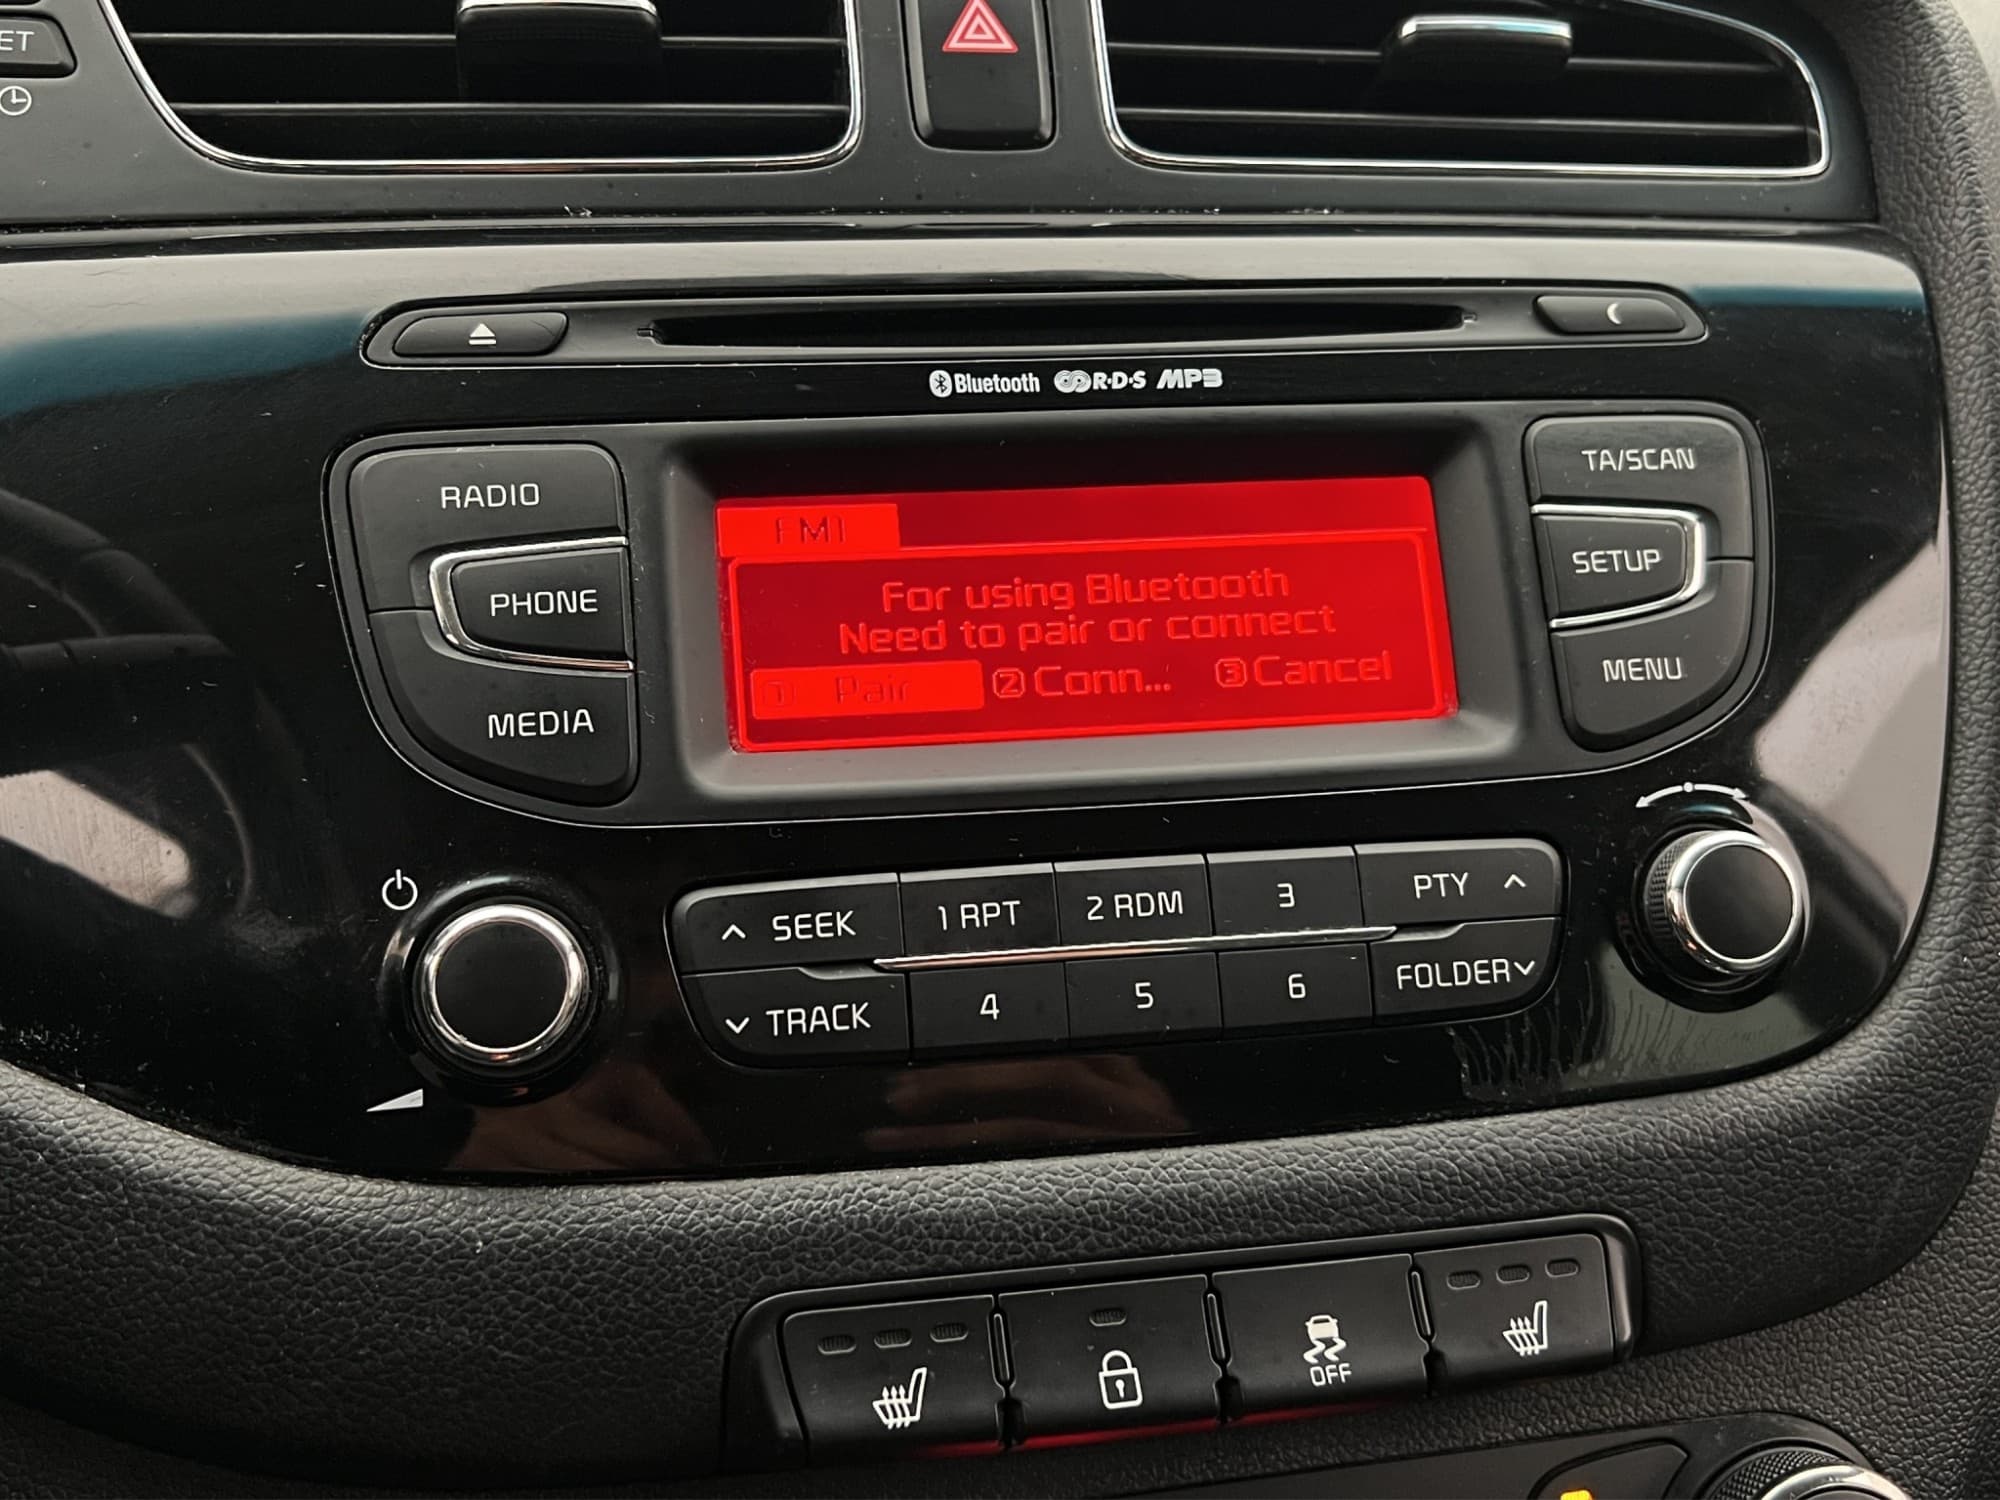 ET
Bluetooth R·D·S MP3
RADIO
PHONE
MEDIA
FM1
For using Bluetooth
Need to pair or connect
1 Pair 2 Conn... 3 Cancel
TA/SCAN
SETUP
MENU
SEEK 1 RPT 2 RDM 3 PTY
TRACK 4 5 6 FOLDER
OFF